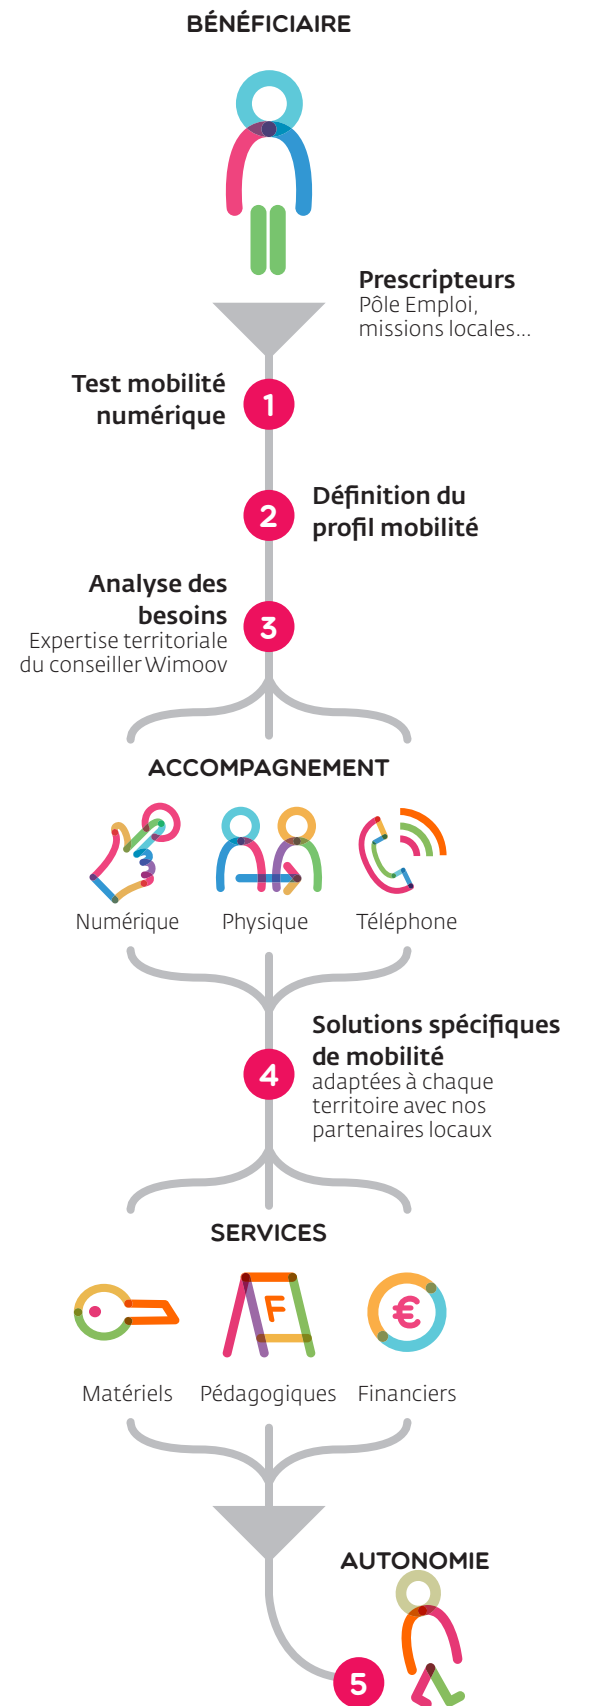 BÉNÉFICIAIRE
Prescripteurs
Pôle Emploi,
missions locales...
Test mobilité
numérique
1
2
Définition du
profil mobilité
Analyse des
besoins
Expertise territoriale
du conseiller Wimoov
3
ACCOMPAGNEMENT
Numérique Physique Téléphone
Solutions spécifiques
de mobilité
adaptées à chaque
territoire avec nos
partenaires locaux
4
SERVICES
F €
Matériels Pédagogiques Financiers
AUTONOMIE
5